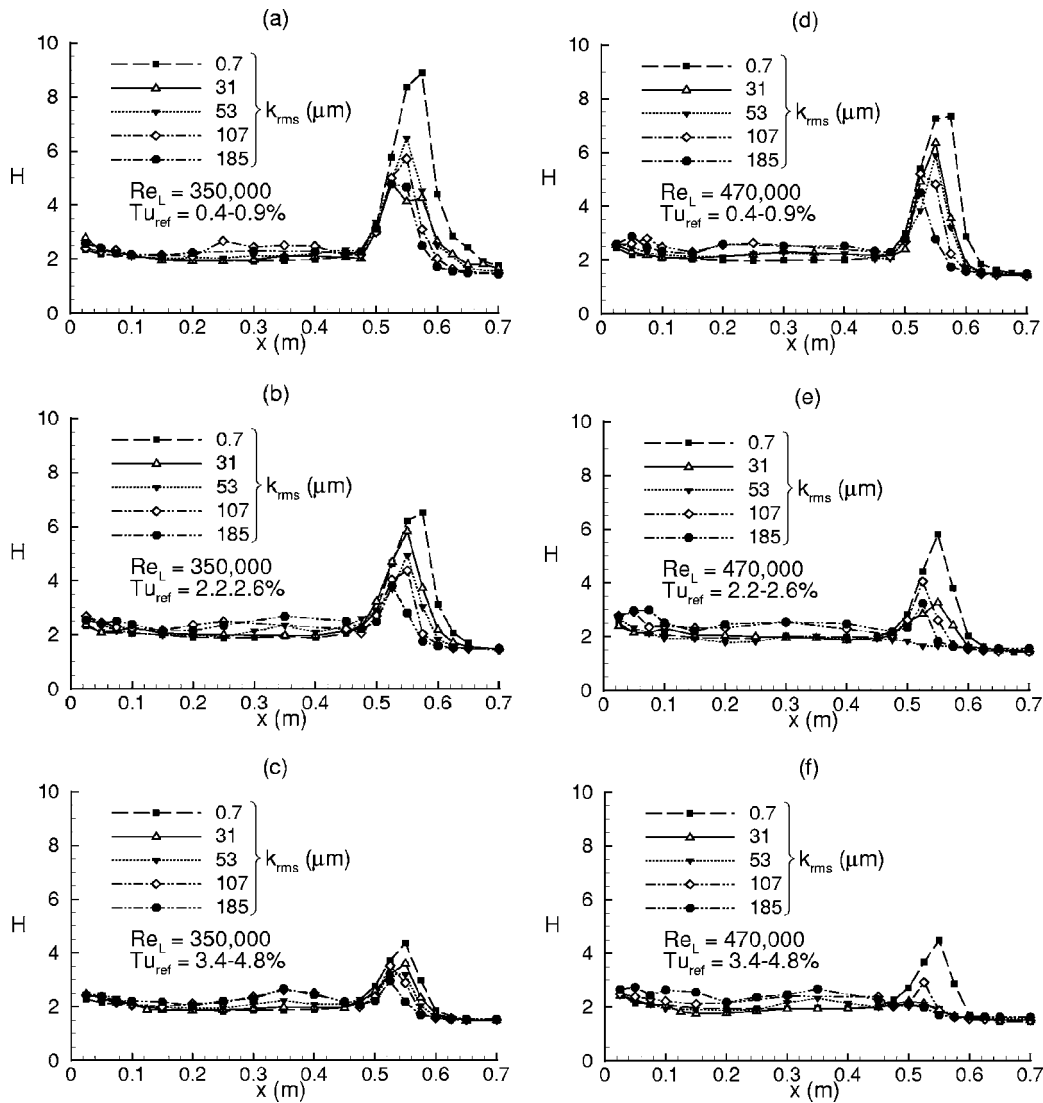 (a)
10
8
6
4
2
0
H
0.7
31
53
107
185
k_rms (μm)
Re_L = 350,000
Tu_ref = 0.4-0.9%
0 0.1 0.2 0.3 0.4 0.5 0.6 0.7
x (m)
(d)
10
8
6
4
2
0
H
0.7
31
53
107
185
k_rms (μm)
Re_L = 470,000
Tu_ref = 0.4-0.9%
0 0.1 0.2 0.3 0.4 0.5 0.6 0.7
x (m)
(b)
10
8
6
4
2
0
H
0.7
31
53
107
185
k_rms (μm)
Re_L = 350,000
Tu_ref = 2.2.2.6%
0 0.1 0.2 0.3 0.4 0.5 0.6 0.7
x (m)
(e)
10
8
6
4
2
0
H
0.7
31
53
107
185
k_rms (μm)
Re_L = 470,000
Tu_ref = 2.2-2.6%
0 0.1 0.2 0.3 0.4 0.5 0.6 0.7
x (m)
(c)
10
8
6
4
2
0
H
0.7
31
53
107
185
k_rms (μm)
Re_L = 350,000
Tu_ref = 3.4-4.8%
0 0.1 0.2 0.3 0.4 0.5 0.6 0.7
x (m)
(f)
10
8
6
4
2
0
H
0.7
31
53
107
185
k_rms (μm)
Re_L = 470,000
Tu_ref = 3.4-4.8%
0 0.1 0.2 0.3 0.4 0.5 0.6 0.7
x (m)